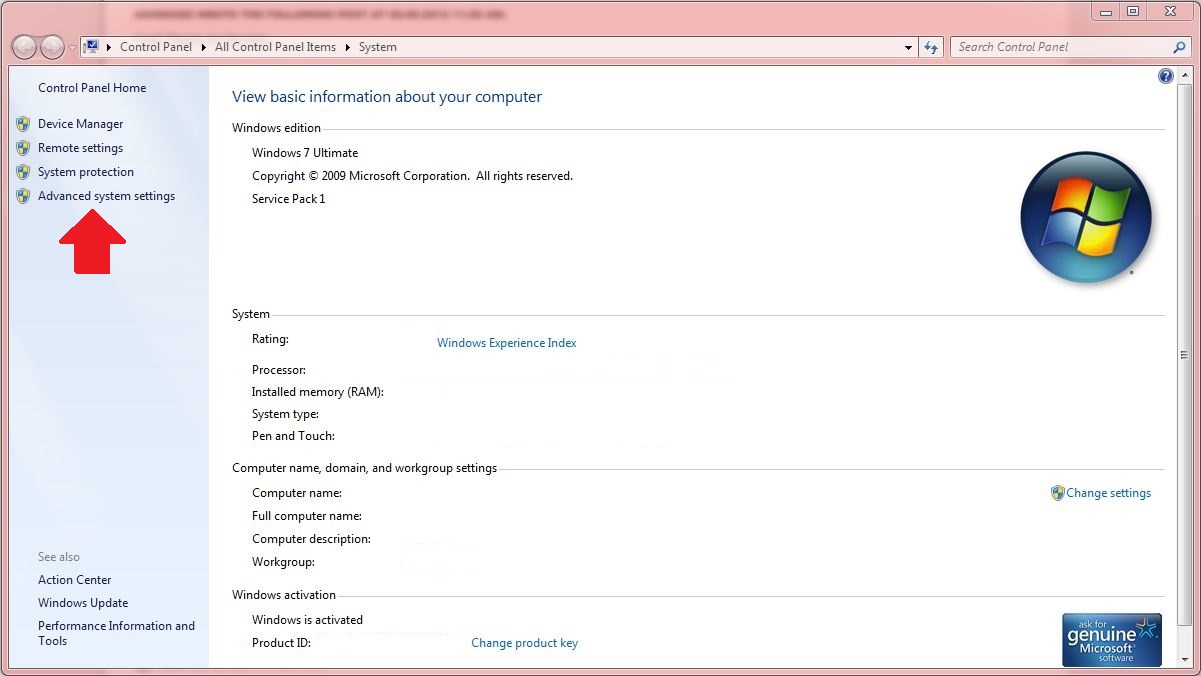 Control Panel All Control Panel Items System
Search Control Panel
Control Panel Home
Device Manager
Remote settings
System protection
Advanced system settings
See also
Action Center
Windows Update
Performance Information and
Tools
View basic information about your computer
Windows edition
Windows 7 Ultimate
Copyright © 2009 Microsoft Corporation. All rights reserved.
Service Pack 1
System
Rating: Windows Experience Index
Processor:
Installed memory (RAM):
System type:
Pen and Touch:
Computer name, domain, and workgroup settings
Computer name: Change settings
Full computer name:
Computer description:
Workgroup:
Windows activation
Windows is activated
Product ID: Change product key
ask for
genuine
Microsoft
software